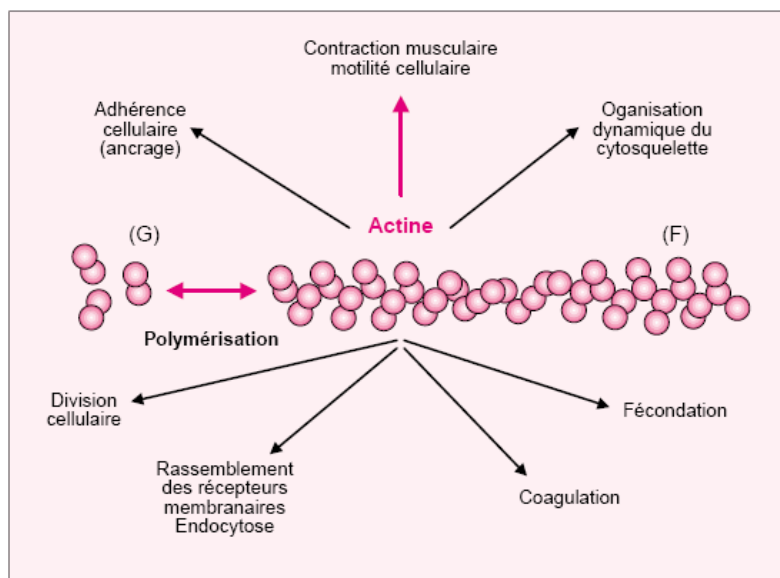 Contraction musculaire
motilité cellulaire
Adhérence
cellulaire
(ancrage)
Oganisation
dynamique du
cytosquelette
Actine
(G)
(F)
Polymérisation
Division
cellulaire
Fécondation
Rassemblement
des récepteurs
membranaires
Endocytose
Coagulation